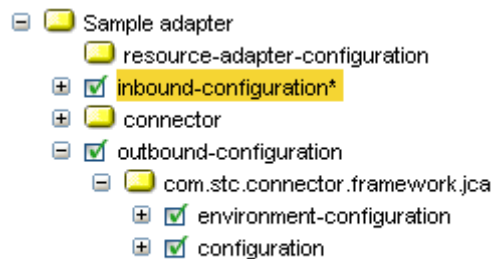 Sample adapter
resource-adapter-configuration
inbound-configuration*
connector
outbound-configuration
com.stc.connector.framework.jca
environment-configuration
configuration